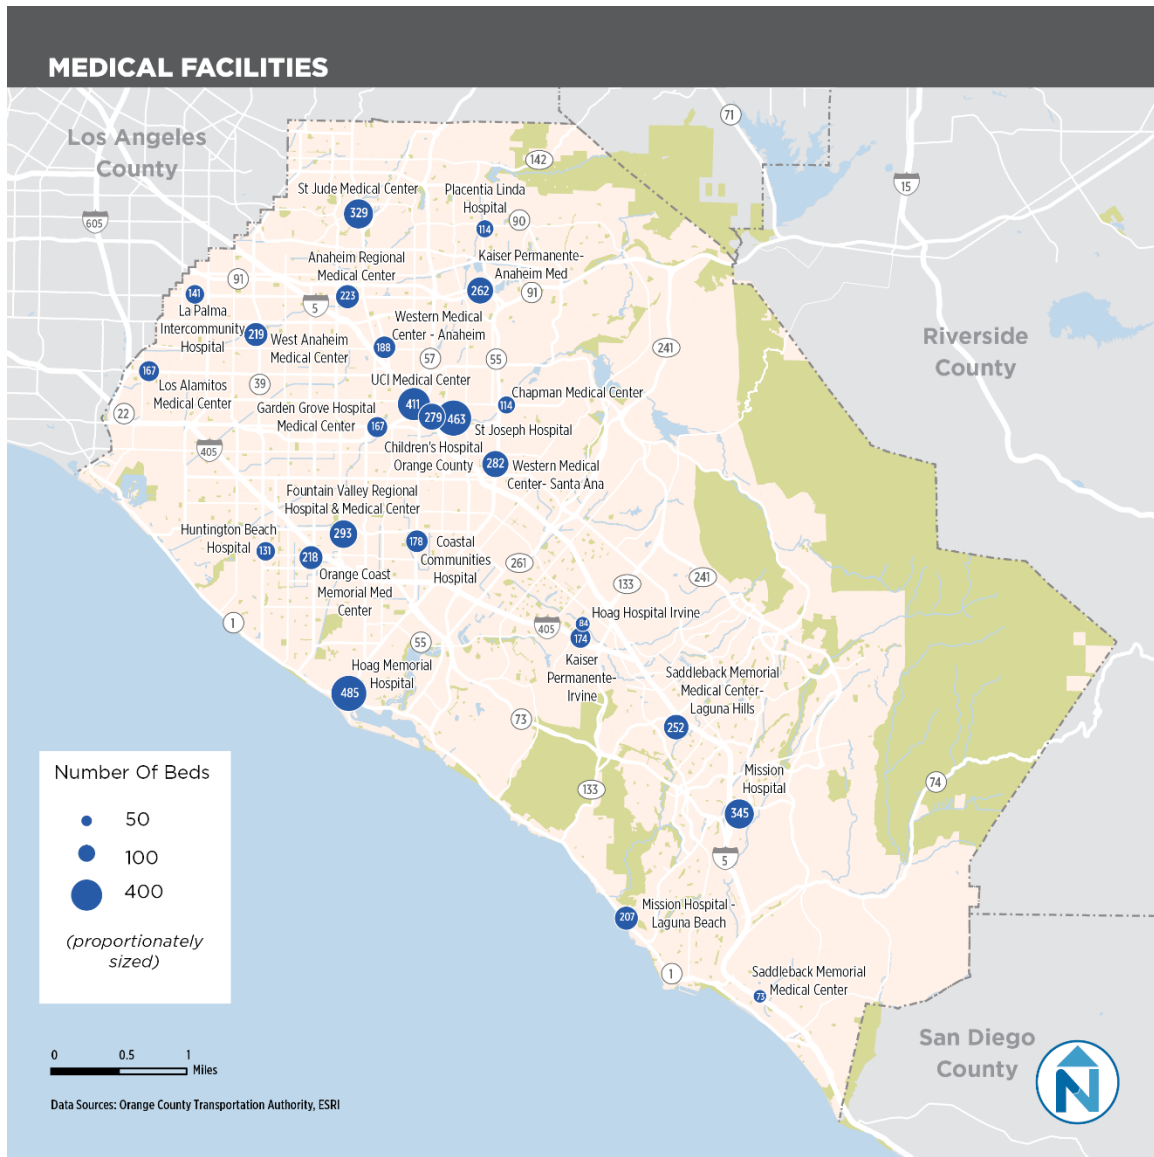 MEDICAL FACILITIES
Los Angeles
County
71
142
15
605
St Jude Medical Center
329
Placentia Linda
Hospital
114
90
Anaheim Regional
Medical Center
223
Kaiser Permanente-
Anaheim Med
262
91
91
5
141
La Palma
Intercommunity
Hospital
219
West Anaheim
Medical Center
Western Medical
Center - Anaheim
188
57
55
241
Riverside
County
167
Los Alamitos
Medical Center
39
22
UCI Medical Center
411
279
463
Chapman Medical Center
114
Garden Grove Hospital
Medical Center
167
St Joseph Hospital
Children's Hospital
Orange County
405
282
Western Medical
Center- Santa Ana
Fountain Valley Regional
Hospital & Medical Center
293
Huntington Beach
Hospital
131
218
Orange Coast
Memorial Med
Center
178
Coastal
Communities
Hospital
261
133
241
1
405
Hoag Hospital Irvine
84
174
Kaiser
Permanente-
Irvine
55
Hoag Memorial
Hospital
485
73
Saddleback Memorial
Medical Center-
Laguna Hills
252
133
Mission
Hospital
345
74
5
Mission Hospital -
Laguna Beach
207
1
Saddleback Memorial
Medical Center
73
San Diego
County
N
Number Of Beds
50
100
400
(proportionately
sized)
0 0.5 1
Miles
Data Sources: Orange County Transportation Authority, ESRI